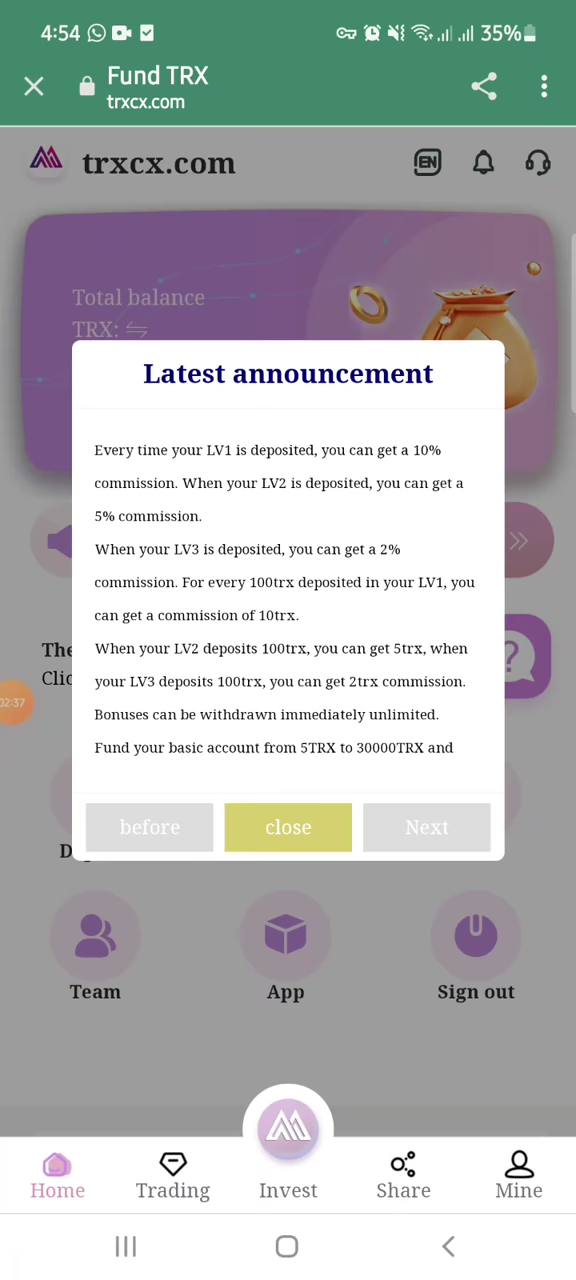 4:54
35%
Fund TRX
trxcx.com
trxcx.com
EN
Total balance
TRX:
Latest announcement
Every time your LV1 is deposited, you can get a 10%
commission. When your LV2 is deposited, you can get a
5% commission.
When your LV3 is deposited, you can get a 2%
commission. For every 100trx deposited in your LV1, you
can get a commission of 10trx.
When your LV2 deposits 100trx, you can get 5trx, when
your LV3 deposits 100trx, you can get 2trx commission.
Bonuses can be withdrawn immediately unlimited.
Fund your basic account from 5TRX to 30000TRX and
02:37
before
close
Next
Team
App
Sign out
Home
Trading
Invest
Share
Mine